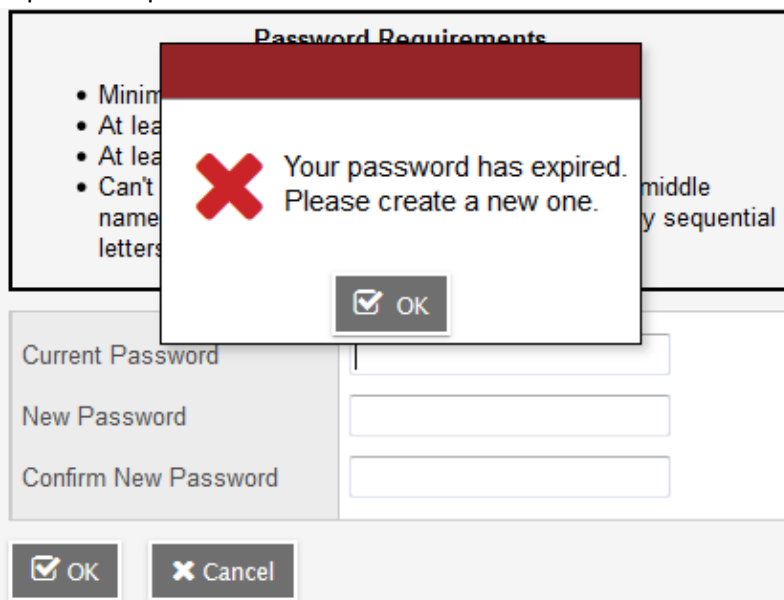 Password Requirements
• Minim
• At lea
• At lea
• Can't middle
name y sequential
letters
Your password has expired.
Please create a new one.
OK
Current Password
New Password
Confirm New Password
OK
Cancel